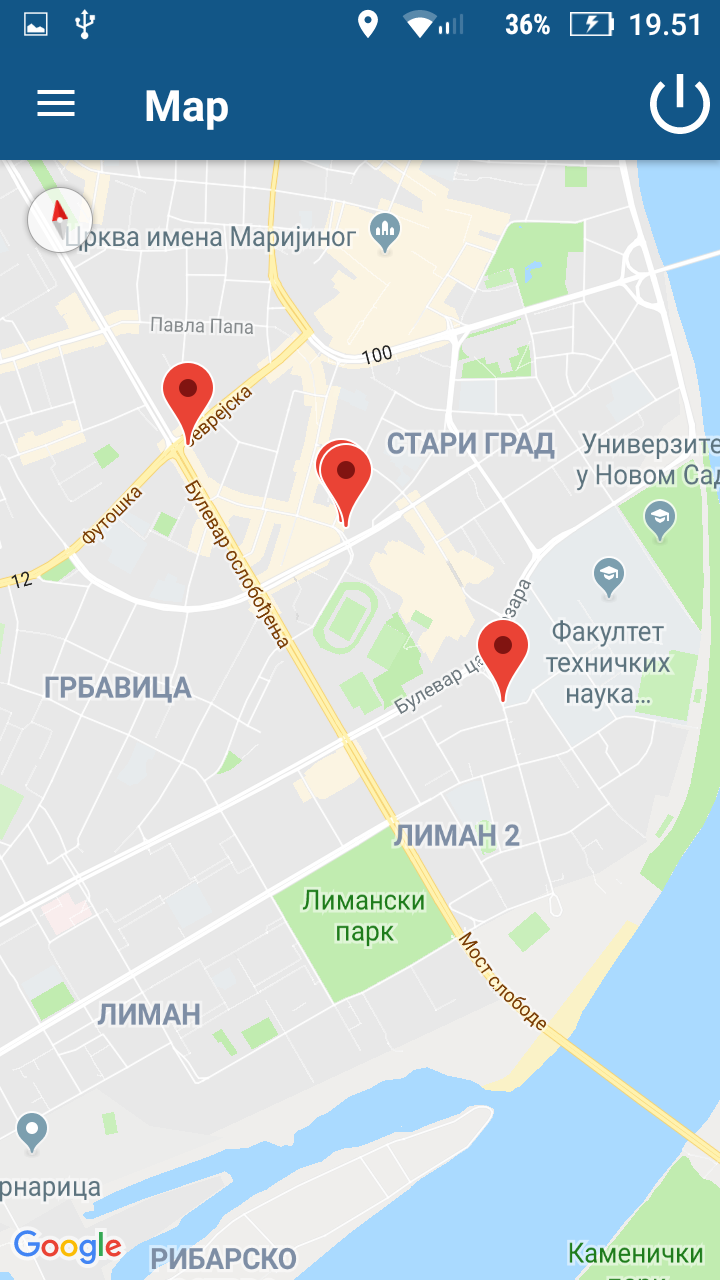 36% 19.51
Map
Црква имена Маријиног
Павла Папа
100
Јеврејска
СТАРИ ГРАД
Универзите
у Новом Сад
Футошка
Булевар ослобођења
12
Факултет
техничких
наука...
ГРБАВИЦА
Булевар ца
зара
ЛИМАН 2
Лимански
парк
Мост слободе
ЛИМАН
рнарица
Google
РИБАРСКО
Каменички